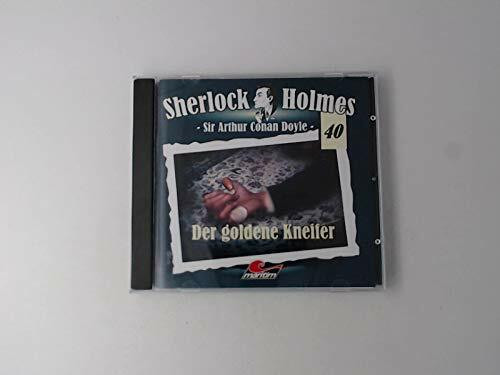 Sherlock Holmes
- Sir Arthur Conan Doyle -
40
Der goldene Kneifer
maritim